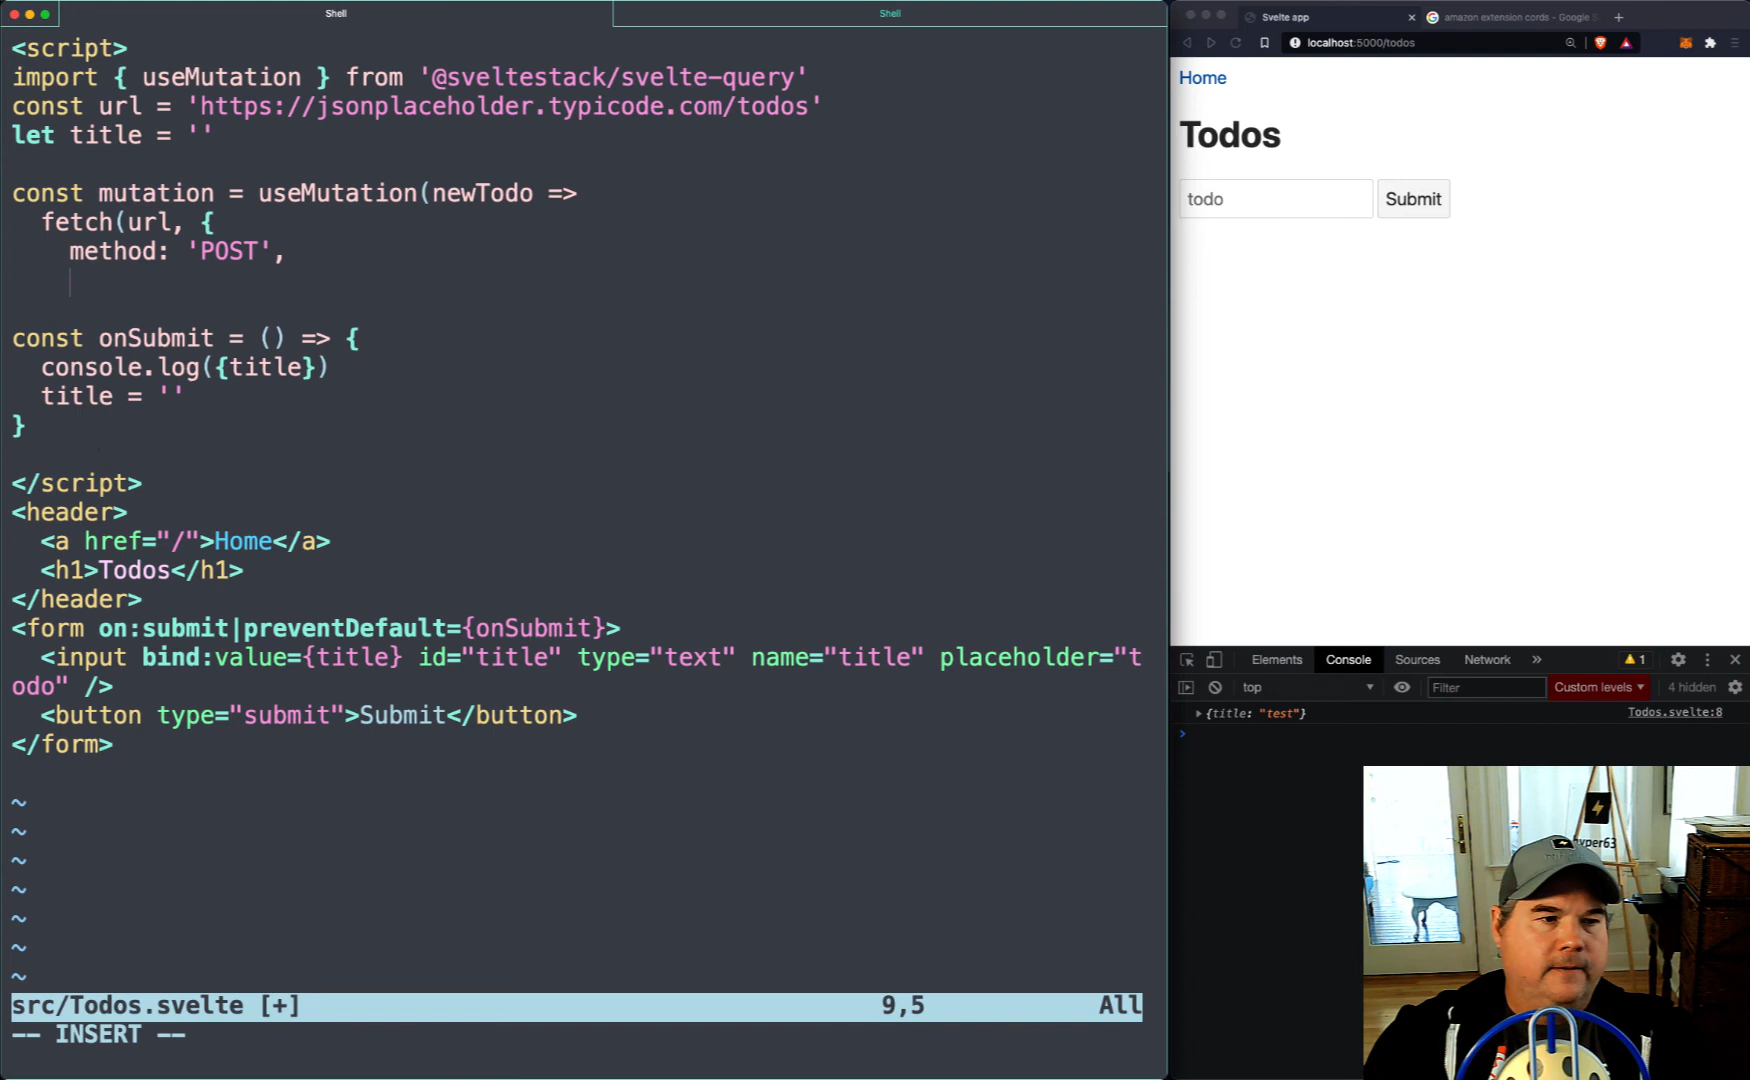 Shell
Shell
<script>
import { useMutation } from '@sveltestack/svelte-query'
const url = 'https://jsonplaceholder.typicode.com/todos'
let title = ''
const mutation = useMutation(newTodo =>
fetch(url, {
method: 'POST',
const onSubmit = () => {
console.log({title})
title = ''
}
</script>
<header>
<a href="/">Home</a>
<h1>Todos</h1>
</header>
<form on:submit|preventDefault={onSubmit}>
<input bind:value={title} id="title" type="text" name="title" placeholder="t
odo" />
<button type="submit">Submit</button>
</form>
~
~
~
~
~
~
~
src/Todos.svelte [+] 9,5 All
-- INSERT --
Svelte app
amazon extension cords - Google S
localhost:5000/todos
Home
Todos
todo Submit
Elements Console Sources Network » 1
top Filter Custom levels 4 hidden
{title: "test"} Todos.svelte:8
hyper63